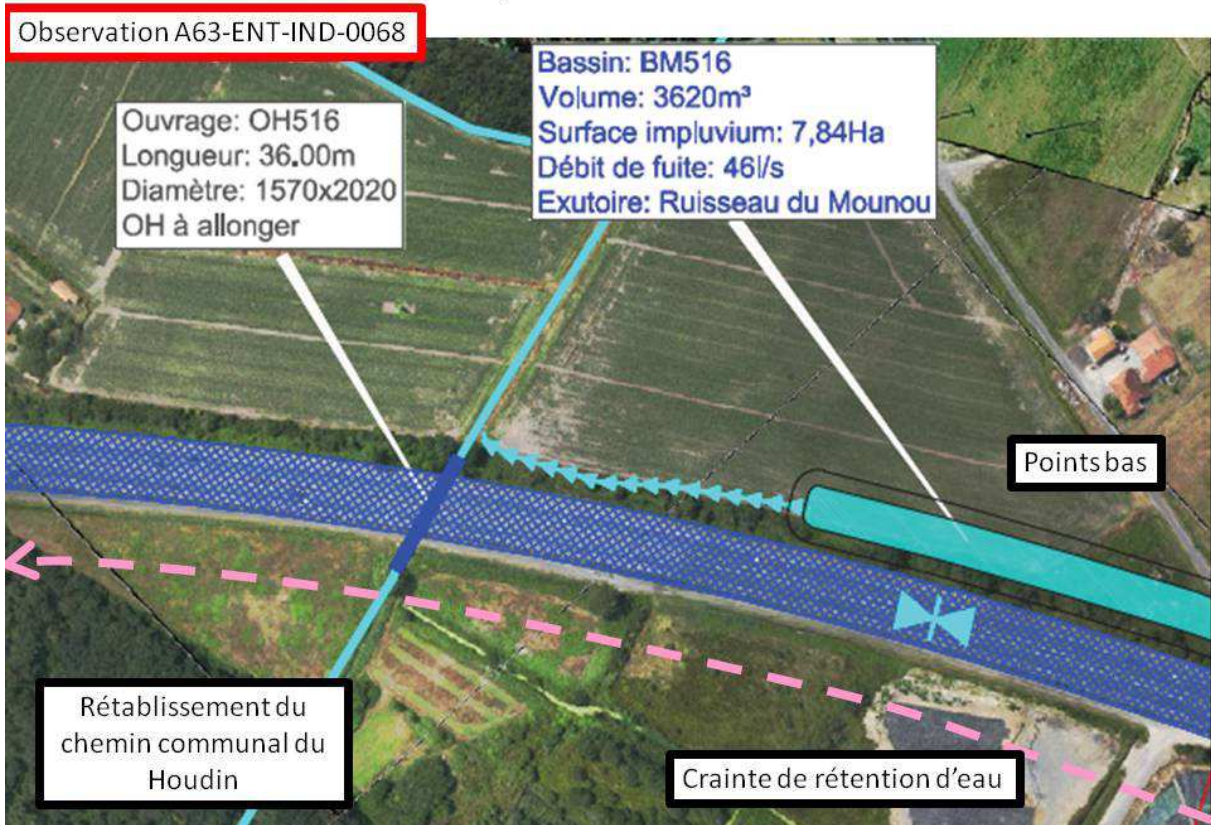 Observation A63-ENT-IND-0068
Ouvrage: OH516
Longueur: 36.00m
Diamètre: 1570x2020
OH à allonger
Bassin: BM516
Volume: 3620m³
Surface impluvium: 7,84Ha
Débit de fuite: 46l/s
Exutoire: Ruisseau du Mounou
Points bas
Rétablissement du
chemin communal du
Houdin
Crainte de rétention d'eau